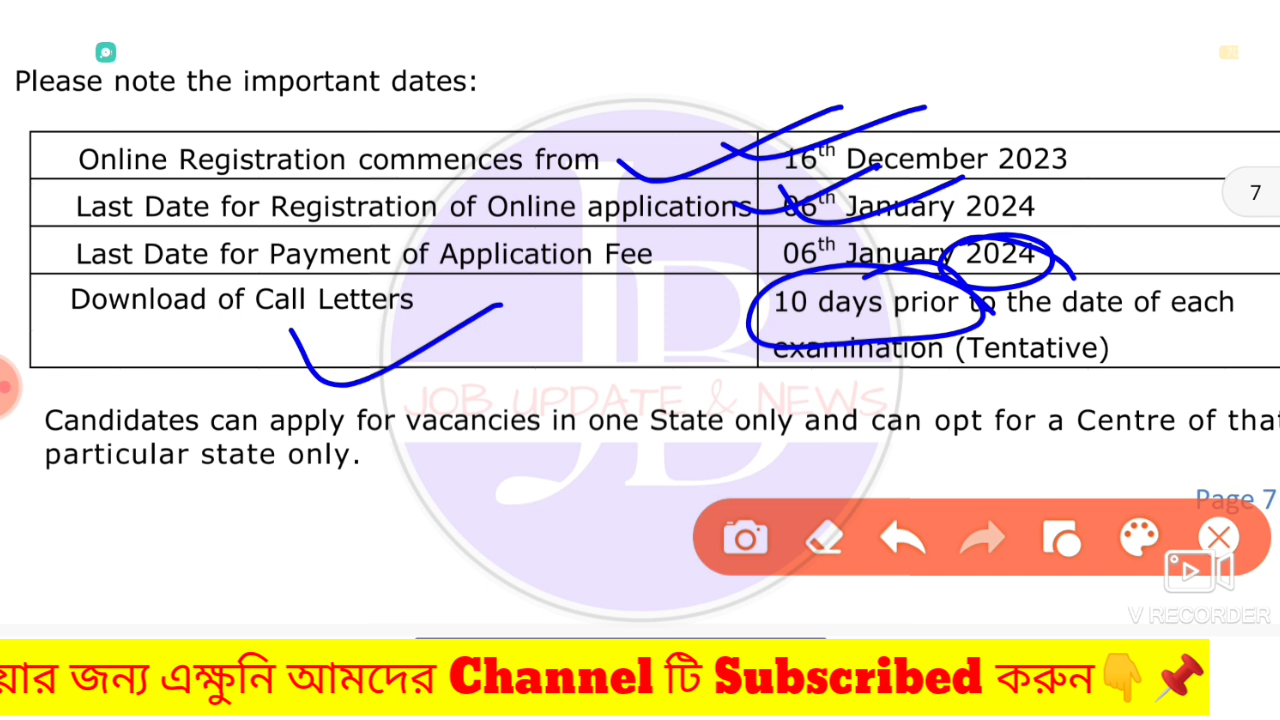 Please note the important dates:
Online Registration commences from 16th December 2023
Last Date for Registration of Online applications 06th January 2024
Last Date for Payment of Application Fee 06th January 2024
Download of Call Letters 10 days prior to the date of each
examination (Tentative)
7
JOB UPDATE & NEWS
Candidates can apply for vacancies in one State only and can opt for a Centre of that
particular state only.
Page 7
V RECORDER
জন্য এক্ষুনি আমদের Channel টি Subscribed করুন👇📌